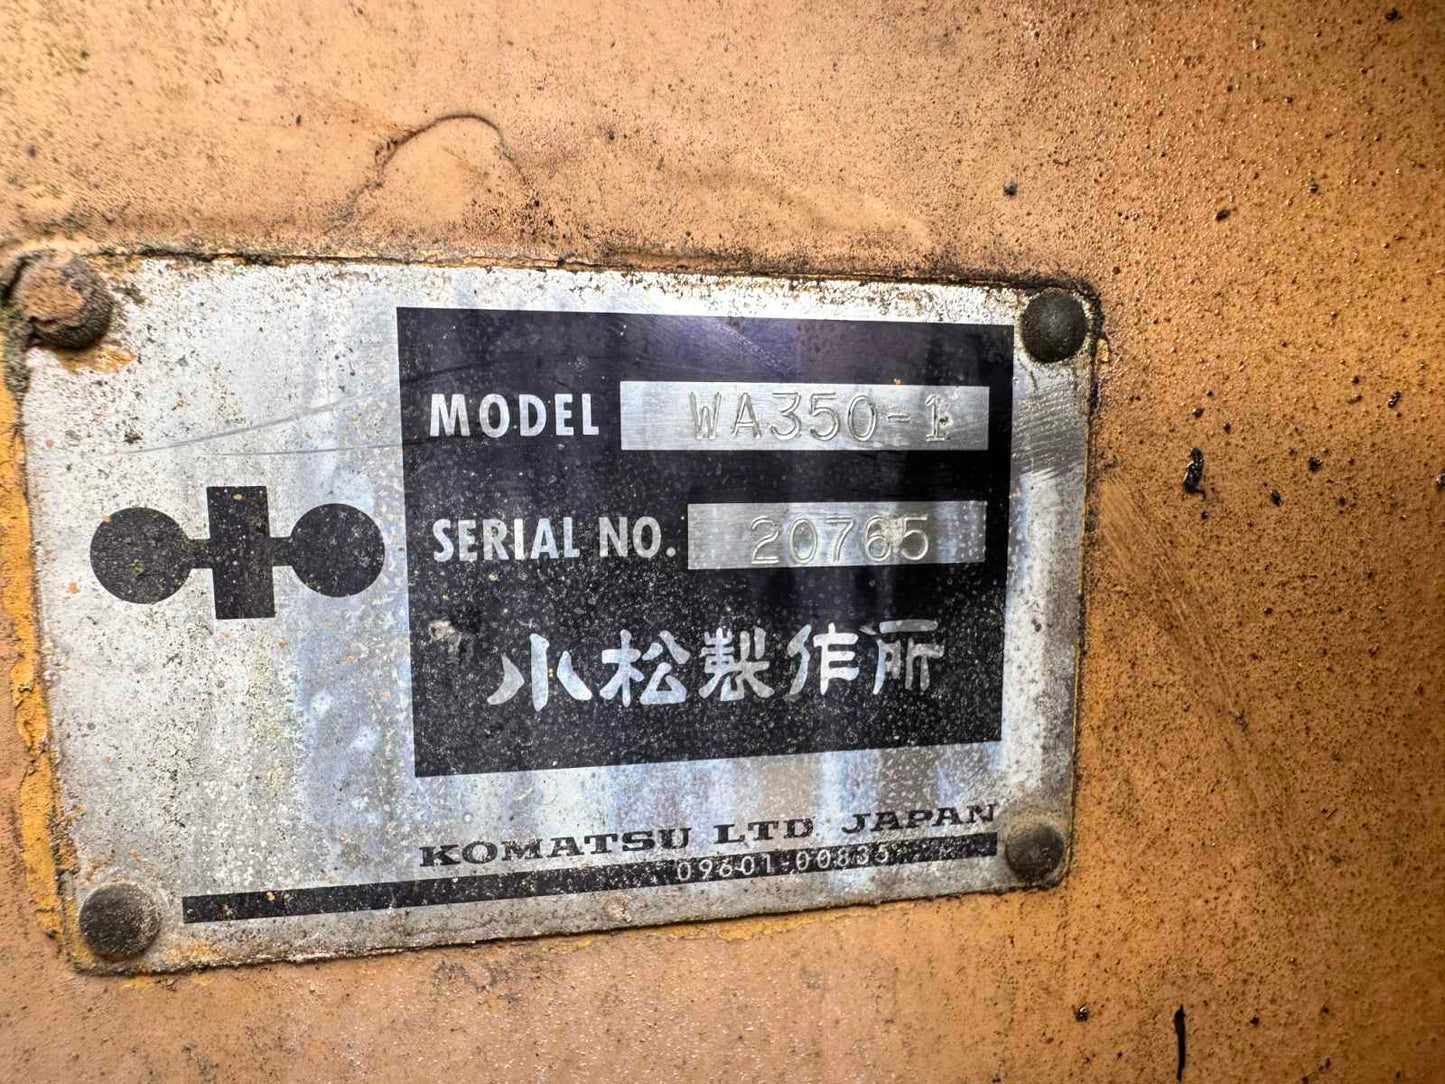 MODEL WA350-1
SERIAL NO. 20765
小松製作所
KOMATSU LTD JAPAN
09601-00835